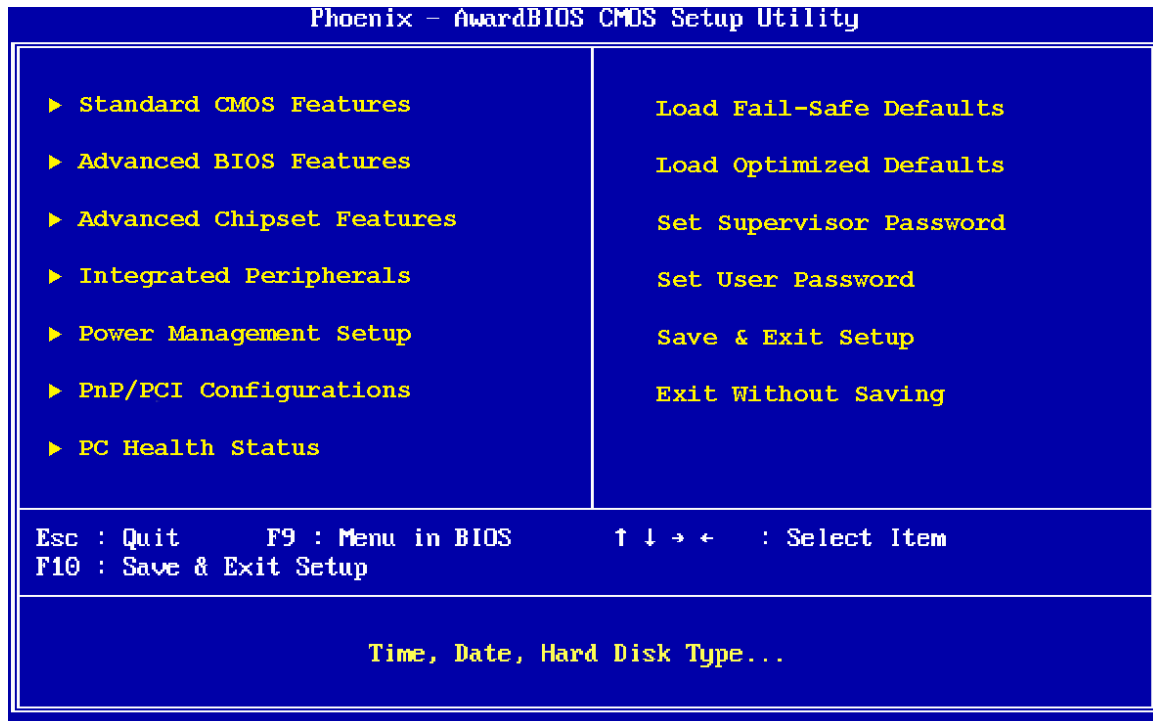 Phoenix - AwardBIOS CMOS Setup Utility
► Standard CMOS Features
► Advanced BIOS Features
► Advanced Chipset Features
► Integrated Peripherals
► Power Management Setup
► PnP/PCI Configurations
► PC Health Status
Load Fail-Safe Defaults
Load Optimized Defaults
Set Supervisor Password
Set User Password
Save & Exit Setup
Exit Without Saving
Esc : Quit F9 : Menu in BIOS ↑ ↓ → ← : Select Item
F10 : Save & Exit Setup
Time, Date, Hard Disk Type...